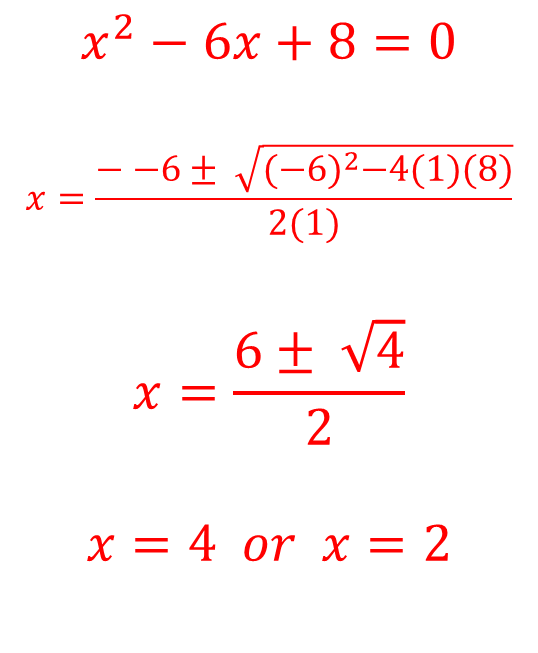 x² − 6x + 8 = 0
x = (− −6 ± √((−6)²−4(1)(8))) / (2(1))
x = (6 ± √4) / 2
x = 4 or x = 2